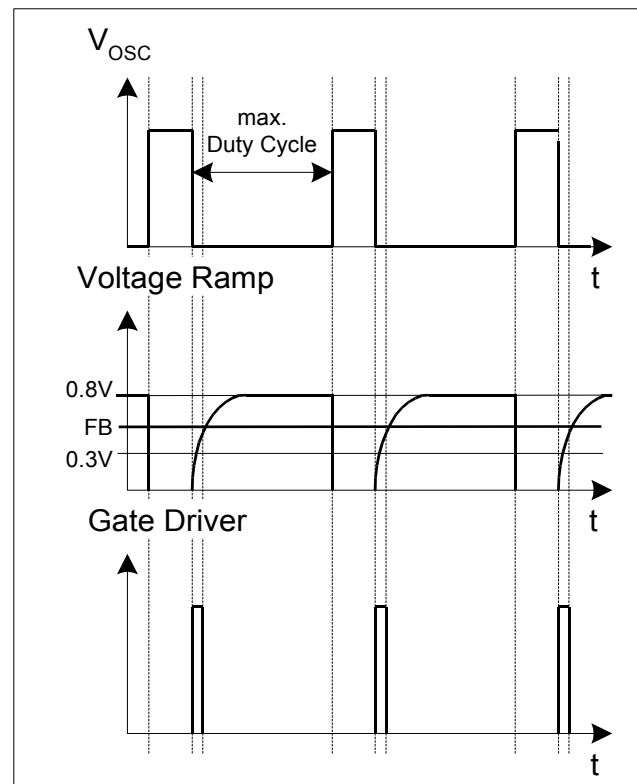 V_OSC
max.
Duty Cycle
t
Voltage Ramp
0.8V
FB
0.3V
t
Gate Driver
t